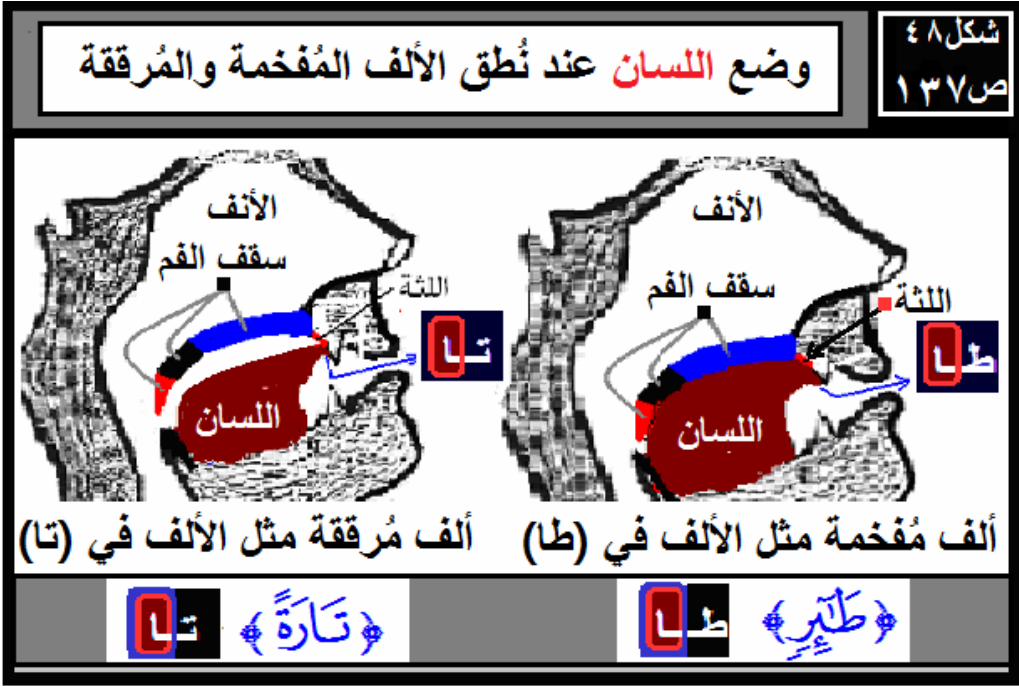 شكل ٤٨
ص ١٣٧
وضع اللسان عند نُطق الألف المُفخمة والمُرققة
الأنف
سقف الفم
اللثة
طـا
اللسان
ألف مُفخمة مثل الألف في (طا)
الأنف
سقف الفم
اللثة
تـا
اللسان
ألف مُرققة مثل الألف في (تا)
﴿طَـٰٓئِرٍ﴾ طـا
﴿تَـارَةً﴾ تـا